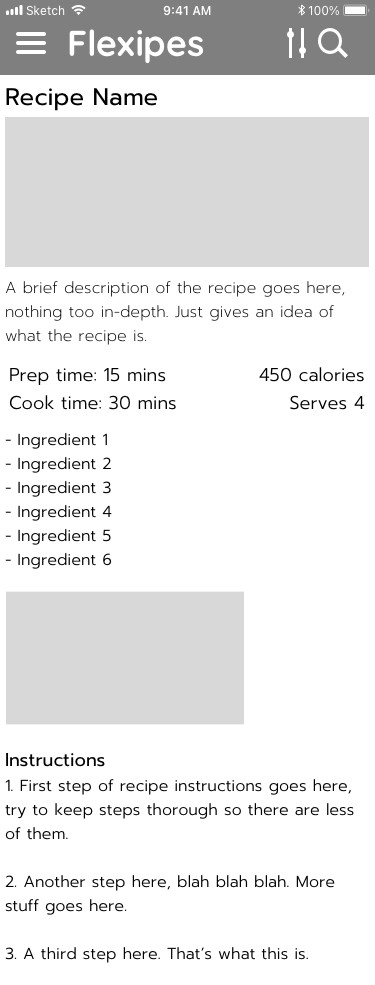 Sketch 9:41 AM 100%
Flexipes
Recipe Name
A brief description of the recipe goes here,
nothing too in-depth. Just gives an idea of
what the recipe is.
Prep time: 15 mins 450 calories
Cook time: 30 mins Serves 4
- Ingredient 1
- Ingredient 2
- Ingredient 3
- Ingredient 4
- Ingredient 5
- Ingredient 6
Instructions
1. First step of recipe instructions goes here,
try to keep steps thorough so there are less
of them.
2. Another step here, blah blah blah. More
stuff goes here.
3. A third step here. That’s what this is.